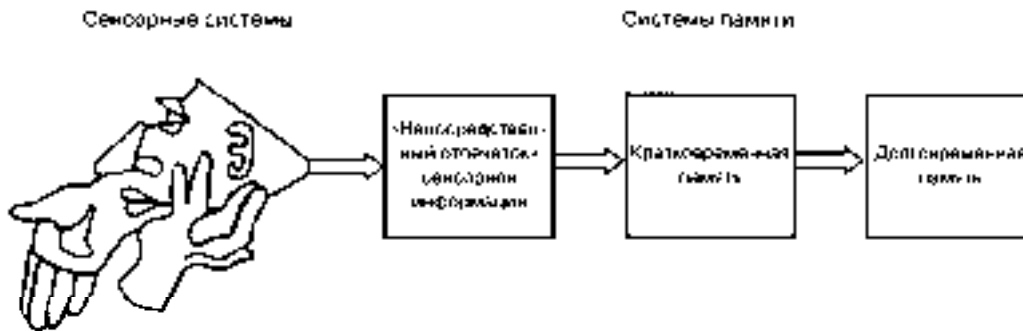 Сенсорные системы
Системы памяти
«Непосредствен-
ный отпечаток»
сенсорной
информации
Кратковременная
память
Долговременная
память